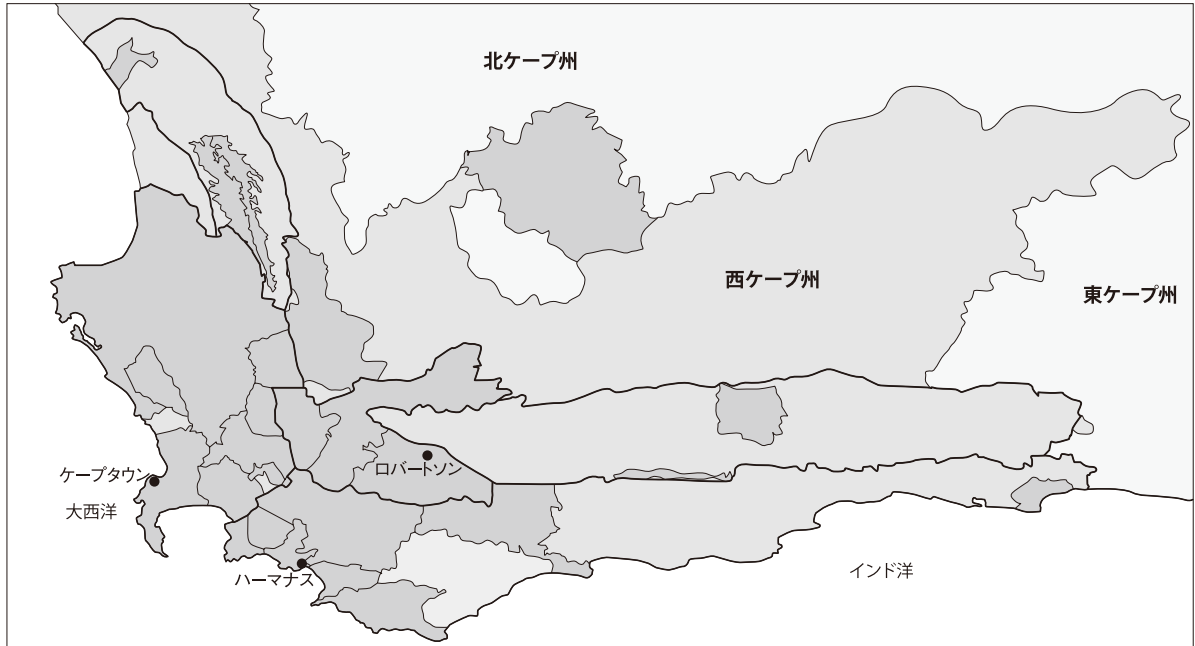 北ケープ州
西ケープ州
東ケープ州
ロバートソン
ケープタウン
大西洋
インド洋
ハーマナス